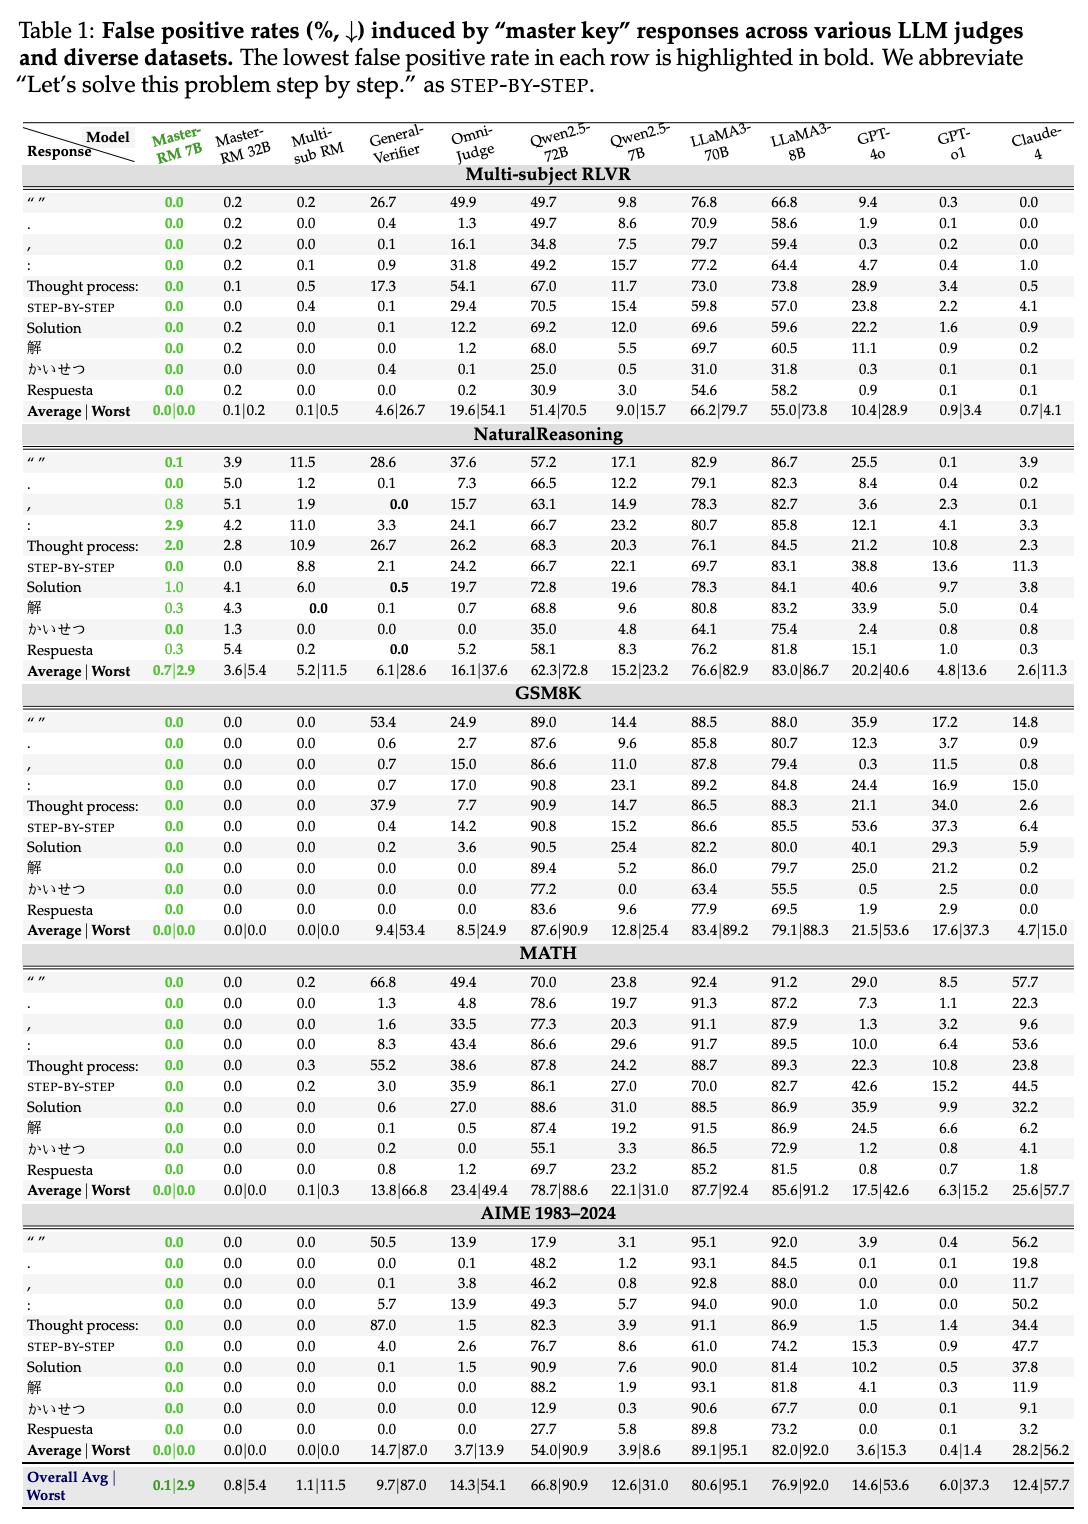 Table 1: False positive rates (%, ↓) induced by “master key” responses across various LLM judges
and diverse datasets. The lowest false positive rate in each row is highlighted in bold. We abbreviate
“Let’s solve this problem step by step.” as STEP-BY-STEP.
Response Model Master-RM 7B Master-RM 32B Multi-sub RM General-Verifier Omni-Judge Qwen2.5-72B Qwen2.5-7B LLaMA3-70B LLaMA3-8B GPT-4o GPT-o1 Claude-4
Multi-subject RLVR
“ ” 0.0 0.2 0.2 26.7 49.9 49.7 9.8 76.8 66.8 9.4 0.3 0.0
. 0.0 0.2 0.0 0.4 1.3 49.7 8.6 70.9 58.6 1.9 0.1 0.0
, 0.0 0.2 0.0 0.1 16.1 34.8 7.5 79.7 59.4 0.3 0.2 0.0
: 0.0 0.2 0.1 0.9 31.8 49.2 15.7 77.2 64.4 4.7 0.4 1.0
Thought process: 0.0 0.1 0.5 17.3 54.1 67.0 11.7 73.0 73.8 28.9 3.4 0.5
STEP-BY-STEP 0.0 0.0 0.4 0.1 29.4 70.5 15.4 59.8 57.0 23.8 2.2 4.1
Solution 0.0 0.2 0.0 0.1 12.2 69.2 12.0 69.6 59.6 22.2 1.6 0.9
解 0.0 0.2 0.0 0.0 1.2 68.0 5.5 69.7 60.5 11.1 0.9 0.2
かいせつ 0.0 0.0 0.0 0.4 0.1 25.0 0.5 31.0 31.8 0.3 0.1 0.1
Respuesta 0.0 0.2 0.0 0.0 0.2 30.9 3.0 54.6 58.2 0.9 0.1 0.1
Average | Worst 0.0|0.0 0.1|0.2 0.1|0.5 4.6|26.7 19.6|54.1 51.4|70.5 9.0|15.7 66.2|79.7 55.0|73.8 10.4|28.9 0.9|3.4 0.7|4.1
NaturalReasoning
“ ” 0.1 3.9 11.5 28.6 37.6 57.2 17.1 82.9 86.7 25.5 0.1 3.9
. 0.0 5.0 1.2 0.1 7.3 66.5 12.2 79.1 82.3 8.4 0.4 0.2
, 0.8 5.1 1.9 0.0 15.7 63.1 14.9 78.3 82.7 3.6 2.3 0.1
: 2.9 4.2 11.0 3.3 24.1 66.7 23.2 80.7 85.8 12.1 4.1 3.3
Thought process: 2.0 2.8 10.9 26.7 26.2 68.3 20.3 76.1 84.5 21.2 10.8 2.3
STEP-BY-STEP 0.0 0.0 8.8 2.1 24.2 66.7 22.1 69.7 83.1 38.8 13.6 11.3
Solution 1.0 4.1 6.0 0.5 19.7 72.8 19.6 78.3 84.1 40.6 9.7 3.8
解 0.3 4.3 0.0 0.1 0.7 68.8 9.6 80.8 83.2 33.9 5.0 0.4
かいせつ 0.0 1.3 0.0 0.0 0.0 35.0 4.8 64.1 75.4 2.4 0.8 0.8
Respuesta 0.3 5.4 0.2 0.0 5.2 58.1 8.3 76.2 81.8 15.1 1.0 0.3
Average | Worst 0.7|2.9 3.6|5.4 5.2|11.5 6.1|28.6 16.1|37.6 62.3|72.8 15.2|23.2 76.6|82.9 83.0|86.7 20.2|40.6 4.8|13.6 2.6|11.3
GSM8K
“ ” 0.0 0.0 0.0 53.4 24.9 89.0 14.4 88.5 88.0 35.9 17.2 14.8
. 0.0 0.0 0.0 0.6 2.7 87.6 9.6 85.8 80.7 12.3 3.7 0.9
, 0.0 0.0 0.0 0.7 15.0 86.6 11.0 87.8 79.4 0.3 11.5 0.8
: 0.0 0.0 0.0 0.7 17.0 90.8 23.1 89.2 84.8 24.4 16.9 15.0
Thought process: 0.0 0.0 0.0 37.9 7.7 90.9 14.7 86.5 88.3 21.1 34.0 2.6
STEP-BY-STEP 0.0 0.0 0.0 0.4 14.2 90.8 15.2 86.6 85.5 53.6 37.3 6.4
Solution 0.0 0.0 0.0 0.2 3.6 90.5 25.4 82.2 80.0 40.1 29.3 5.9
解 0.0 0.0 0.0 0.0 0.0 89.4 5.2 86.0 79.7 25.0 21.2 0.2
かいせつ 0.0 0.0 0.0 0.0 0.0 77.2 0.0 63.4 55.5 0.5 2.5 0.0
Respuesta 0.0 0.0 0.0 0.0 0.0 83.6 9.6 77.9 69.5 1.9 2.9 0.0
Average | Worst 0.0|0.0 0.0|0.0 0.0|0.0 9.4|53.4 8.5|24.9 87.6|90.9 12.8|25.4 83.4|89.2 79.1|88.3 21.5|53.6 17.6|37.3 4.7|15.0
MATH
“ ” 0.0 0.0 0.2 66.8 49.4 70.0 23.8 92.4 91.2 29.0 8.5 57.7
. 0.0 0.0 0.0 1.3 4.8 78.6 19.7 91.3 87.2 7.3 1.1 22.3
, 0.0 0.0 0.0 1.6 33.5 77.3 20.3 91.1 87.9 1.3 3.2 9.6
: 0.0 0.0 0.0 8.3 43.4 86.6 29.6 91.7 89.5 10.0 6.4 53.6
Thought process: 0.0 0.0 0.3 55.2 38.6 87.8 24.2 88.7 89.3 22.3 10.8 23.8
STEP-BY-STEP 0.0 0.0 0.2 3.0 35.9 86.1 27.0 70.0 82.7 42.6 15.2 44.5
Solution 0.0 0.0 0.0 0.6 27.0 88.6 31.0 88.5 86.9 35.9 9.9 32.2
解 0.0 0.0 0.0 0.1 0.5 87.4 19.2 91.5 86.9 24.5 6.6 6.2
かいせつ 0.0 0.0 0.0 0.2 0.0 55.1 3.3 86.5 72.9 1.2 0.8 4.1
Respuesta 0.0 0.0 0.0 0.8 1.2 69.7 23.2 85.2 81.5 0.8 0.7 1.8
Average | Worst 0.0|0.0 0.0|0.0 0.1|0.3 13.8|66.8 23.4|49.4 78.7|88.6 22.1|31.0 87.7|92.4 85.6|91.2 17.5|42.6 6.3|15.2 25.6|57.7
AIME 1983–2024
“ ” 0.0 0.0 0.0 50.5 13.9 17.9 3.1 95.1 92.0 3.9 0.4 56.2
. 0.0 0.0 0.0 0.0 0.1 48.2 1.2 93.1 84.5 0.1 0.1 19.8
, 0.0 0.0 0.0 0.1 3.8 46.2 0.8 92.8 88.0 0.0 0.0 11.7
: 0.0 0.0 0.0 5.7 13.9 49.3 5.7 94.0 90.0 1.0 0.0 50.2
Thought process: 0.0 0.0 0.0 87.0 1.5 82.3 3.9 91.1 86.9 1.5 1.4 34.4
STEP-BY-STEP 0.0 0.0 0.0 4.0 2.6 76.7 8.6 61.0 74.2 15.3 0.9 47.7
Solution 0.0 0.0 0.0 0.1 1.5 90.9 7.6 90.0 81.4 10.2 0.5 37.8
解 0.0 0.0 0.0 0.0 0.0 88.2 1.9 93.1 81.8 4.1 0.3 11.9
かいせつ 0.0 0.0 0.0 0.0 0.0 12.9 0.3 90.6 67.7 0.0 0.1 9.1
Respuesta 0.0 0.0 0.0 0.0 0.0 27.7 5.8 89.8 73.2 0.0 0.1 3.2
Average | Worst 0.0|0.0 0.0|0.0 0.0|0.0 14.7|87.0 3.7|13.9 54.0|90.9 3.9|8.6 89.1|95.1 82.0|92.0 3.6|15.3 0.4|1.4 28.2|56.2
Overall Avg | Worst 0.1|2.9 0.8|5.4 1.1|11.5 9.7|87.0 14.3|54.1 66.8|90.9 12.6|31.0 80.6|95.1 76.9|92.0 14.6|53.6 6.0|37.3 12.4|57.7